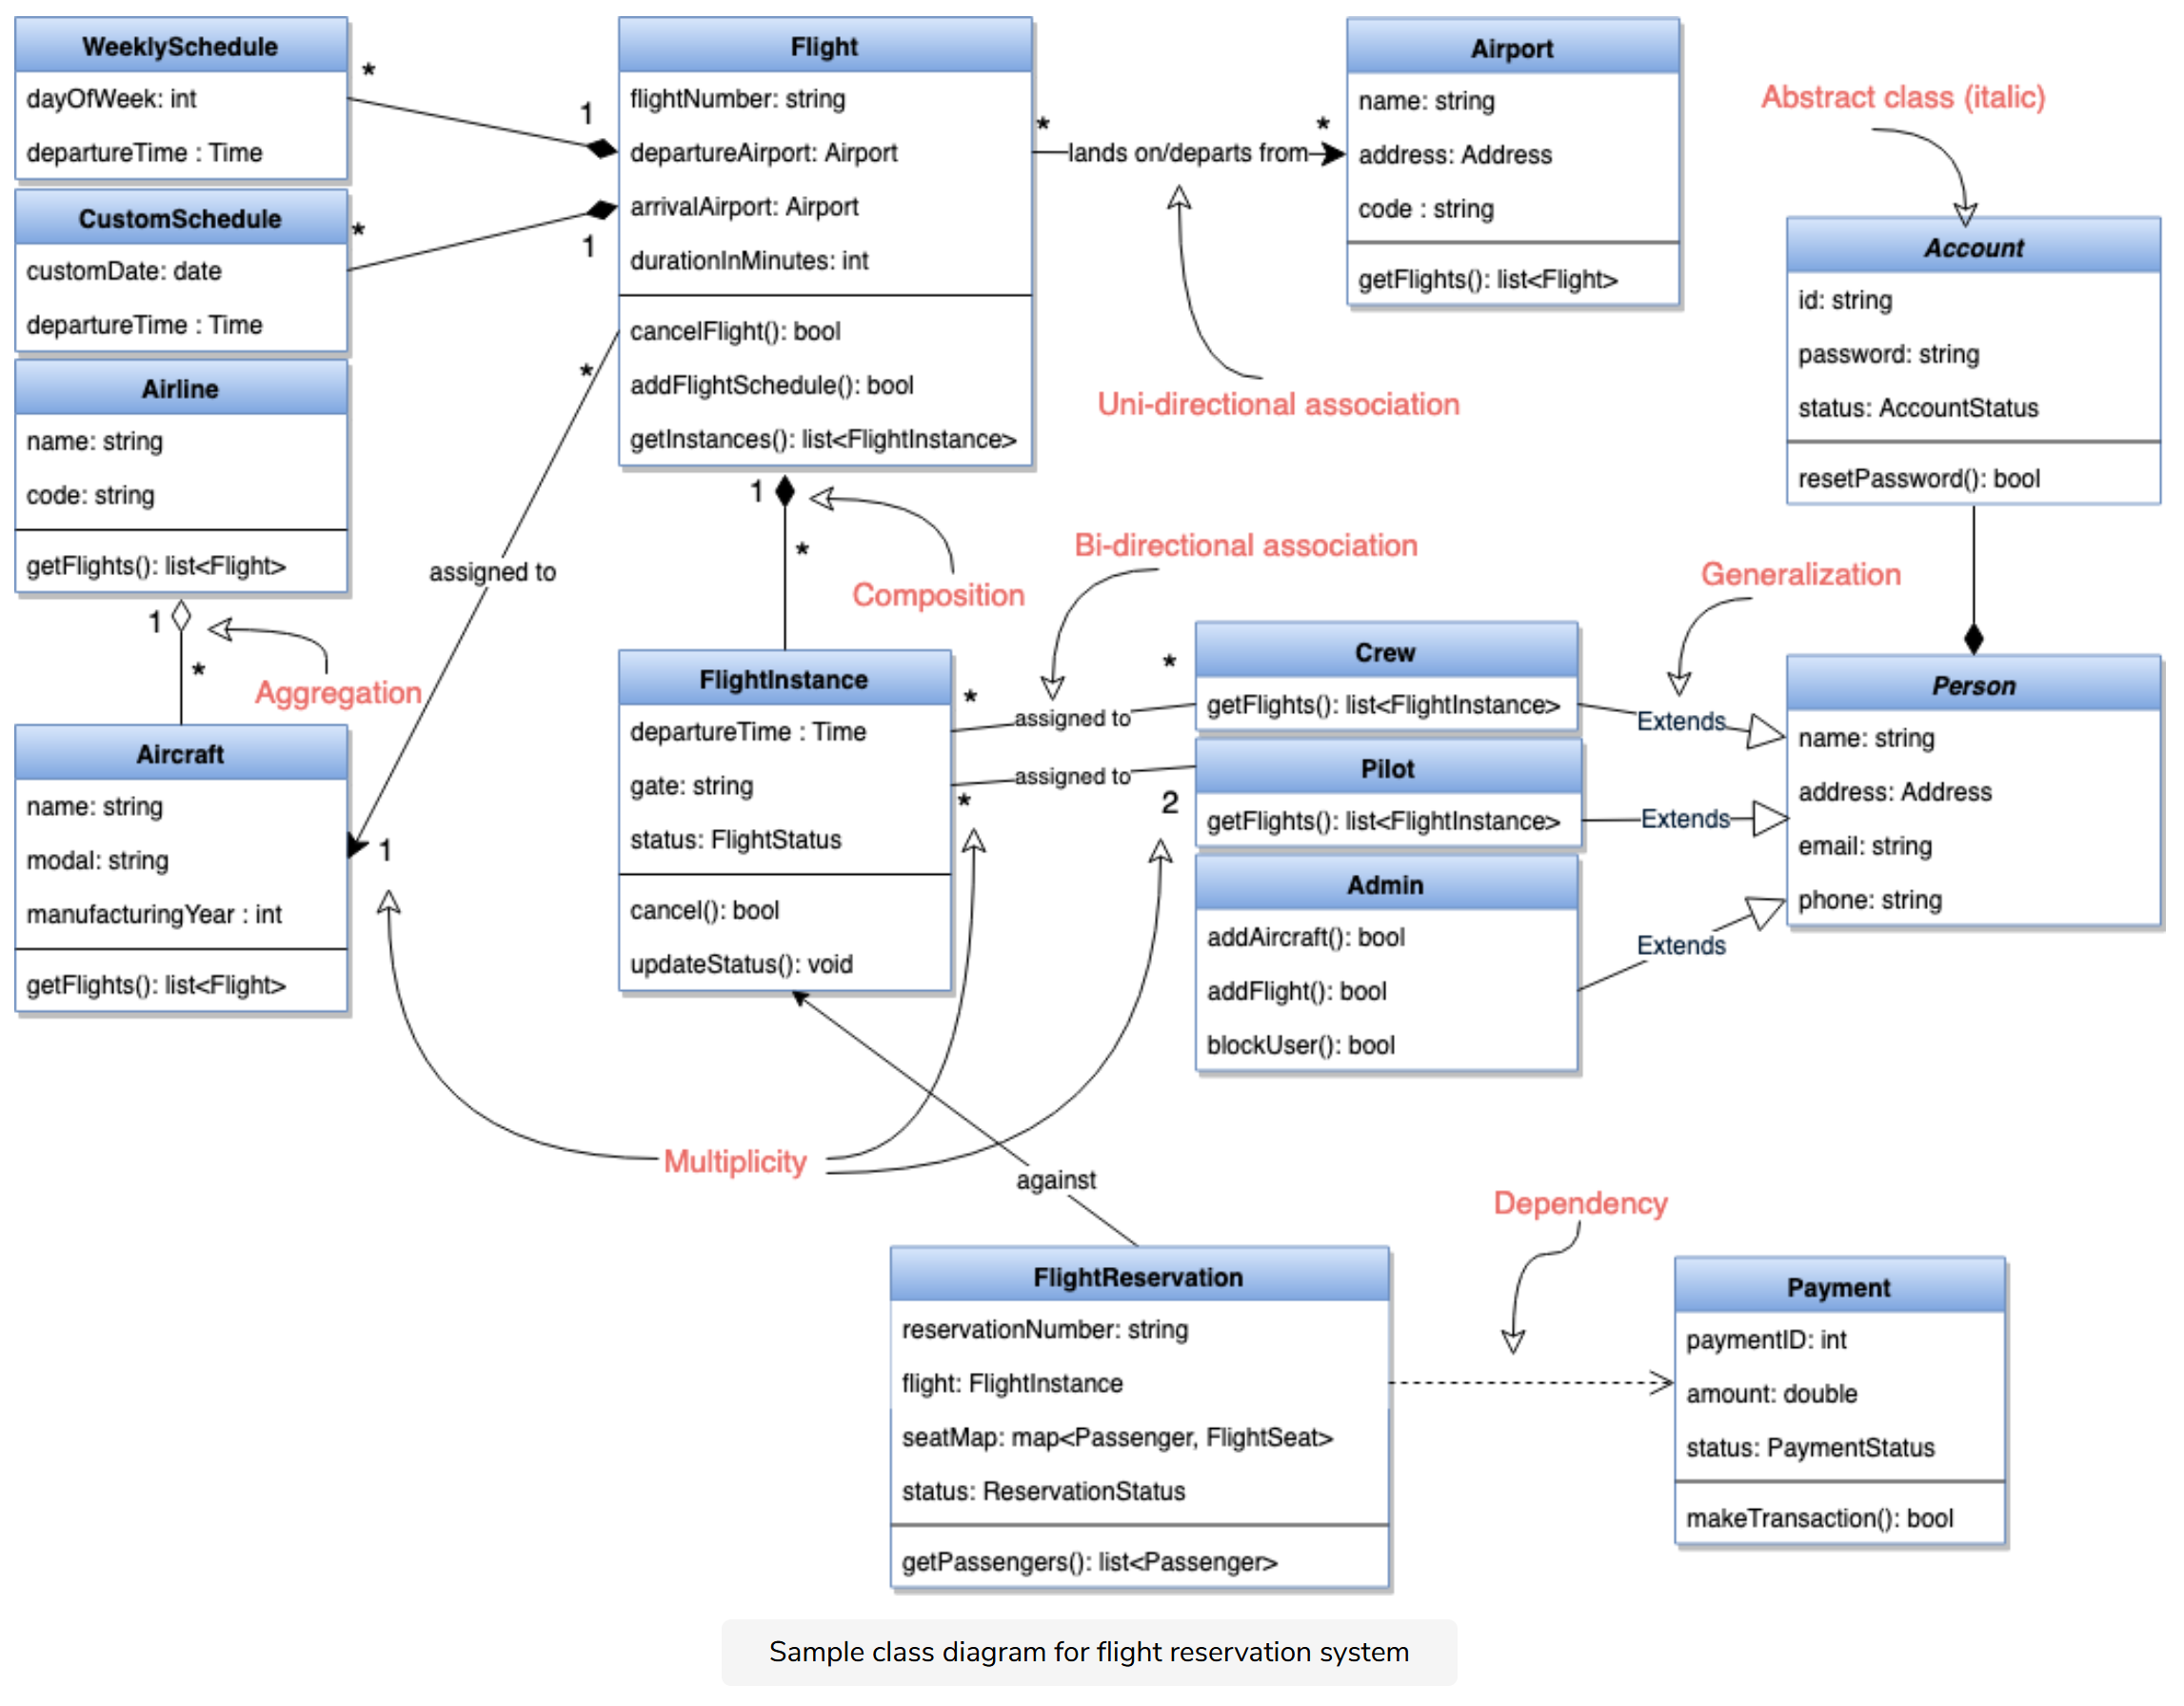 WeeklySchedule
dayOfWeek: int
departureTime : Time
*
1
CustomSchedule
customDate: date
departureTime : Time
*
1
Airline
name: string
code: string
getFlights(): list<Flight>
1
*
Aggregation
Aircraft
name: string
modal: string
manufacturingYear : int
getFlights(): list<Flight>
Flight
flightNumber: string
departureAirport: Airport
arrivalAirport: Airport
durationInMinutes: int
cancelFlight(): bool
addFlightSchedule(): bool
getInstances(): list<FlightInstance>
*
assigned to
1
*
lands on/departs from
*
Uni-directional association
Airport
name: string
address: Address
code : string
getFlights(): list<Flight>
Abstract class (italic)
Account
id: string
password: string
status: AccountStatus
resetPassword(): bool
1
*
Composition
Bi-directional association
Generalization
FlightInstance
departureTime : Time
gate: string
status: FlightStatus
cancel(): bool
updateStatus(): void
*
assigned to
*
*
assigned to
2
Crew
getFlights(): list<FlightInstance>
Pilot
getFlights(): list<FlightInstance>
Admin
addAircraft(): bool
addFlight(): bool
blockUser(): bool
Extends
Extends
Extends
Person
name: string
address: Address
email: string
phone: string
Multiplicity
against
Dependency
FlightReservation
reservationNumber: string
flight: FlightInstance
seatMap: map<Passenger, FlightSeat>
status: ReservationStatus
getPassengers(): list<Passenger>
Payment
paymentID: int
amount: double
status: PaymentStatus
makeTransaction(): bool
Sample class diagram for flight reservation system